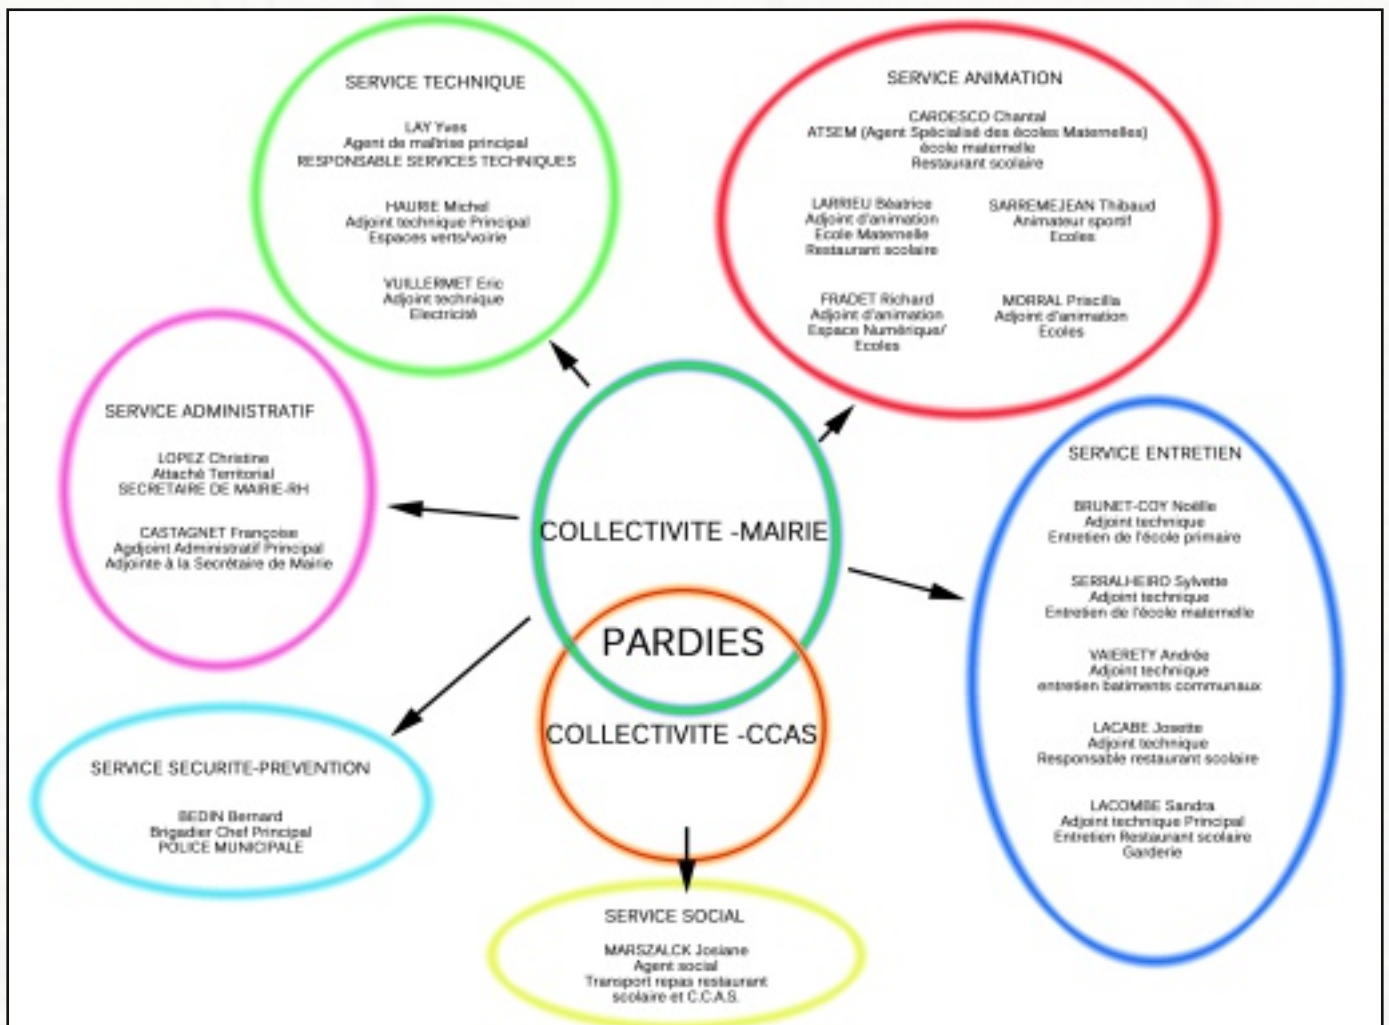 SERVICE TECHNIQUE
LAY Yves
Agent de maîtrise principal
RESPONSABLE SERVICES TECHNIQUES
HAURIE Michel
Adjoint technique Principal
Espaces verts/voirie
VUILLERMET Eric
Adjoint technique
Electricité
SERVICE ANIMATION
CARDESCO Chantal
ATSEM (Agent Spécialisé des écoles Maternelles)
école maternelle
Restaurant scolaire
LARRIEU Béatrice
Adjoint d'animation
Ecole Maternelle
Restaurant scolaire
SARREMEJEAN Thibaud
Animateur sportif
Ecoles
FRADET Richard
Adjoint d'animation
Espace Numérique/
Ecoles
MORRAL Priscilla
Adjoint d'animation
Ecoles
SERVICE ADMINISTRATIF
LOPEZ Christine
Attaché Territorial
SECRETAIRE DE MAIRIE-RH
CASTAGNET Françoise
Agdjoint Administratif Principal
Adjointe à la Secrétaire de Mairie
COLLECTIVITE -MAIRIE
PARDIES
COLLECTIVITE -CCAS
SERVICE ENTRETIEN
BRUNET-COY Noëlle
Adjoint technique
Entretien de l'école primaire
SERRALHEIRO Sylvette
Adjoint technique
Entretien de l'école maternelle
VAIERETY Andrée
Adjoint technique
entretien batiments communaux
LACABE Josette
Adjoint technique
Responsable restaurant scolaire
LACOMBE Sandra
Adjoint technique Principal
Entretien Restaurant scolaire
Garderie
SERVICE SECURITE-PREVENTION
BEDIN Bernard
Brigadier Chef Principal
POLICE MUNICIPALE
SERVICE SOCIAL
MARSZALCK Josiane
Agent social
Transport repas restaurant
scolaire et C.C.A.S.